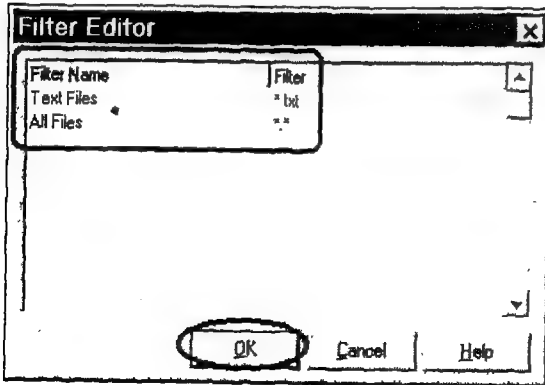 Filter Editor
Filter Name Filter
Text Files *.txt
All Files *.*
OK Cancel Help